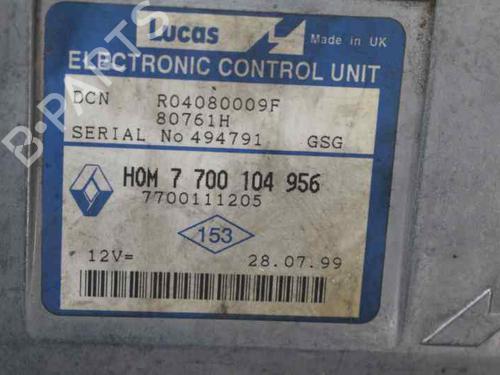 Lucas
Made in UK
ELECTRONIC CONTROL UNIT
DCN R04080009F
80761H
SERIAL No 494791 GSG
HOM 7 700 104 956
7700111205
153
12V= 28.07.99
B-PARTS